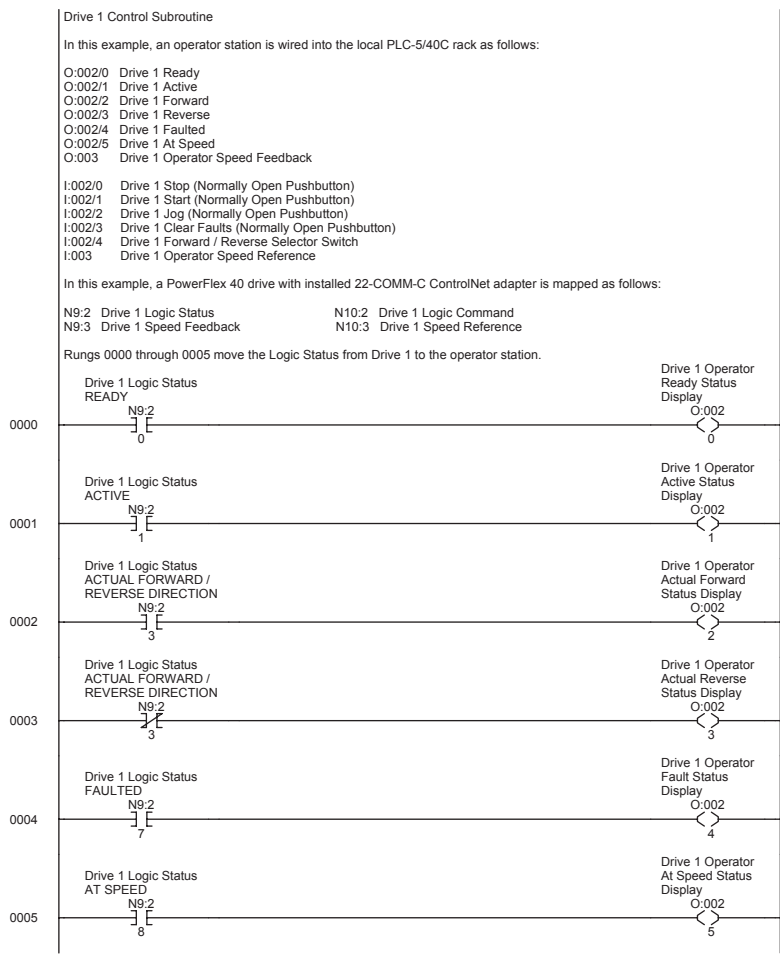 Drive 1 Control Subroutine
In this example, an operator station is wired into the local PLC-5/40C rack as follows:
O:002/0 Drive 1 Ready
O:002/1 Drive 1 Active
O:002/2 Drive 1 Forward
O:002/3 Drive 1 Reverse
O:002/4 Drive 1 Faulted
O:002/5 Drive 1 At Speed
O:003 Drive 1 Operator Speed Feedback
I:002/0 Drive 1 Stop (Normally Open Pushbutton)
I:002/1 Drive 1 Start (Normally Open Pushbutton)
I:002/2 Drive 1 Jog (Normally Open Pushbutton)
I:002/3 Drive 1 Clear Faults (Normally Open Pushbutton)
I:002/4 Drive 1 Forward / Reverse Selector Switch
I:003 Drive 1 Operator Speed Reference
In this example, a PowerFlex 40 drive with installed 22-COMM-C ControlNet adapter is mapped as follows:
N9:2 Drive 1 Logic Status N10:2 Drive 1 Logic Command
N9:3 Drive 1 Speed Feedback N10:3 Drive 1 Speed Reference
Rungs 0000 through 0005 move the Logic Status from Drive 1 to the operator station.
Drive 1 Logic Status
READY
N9:2
0
Drive 1 Operator
Ready Status
Display
O:002
0
0000
Drive 1 Logic Status
ACTIVE
N9:2
1
Drive 1 Operator
Active Status
Display
O:002
1
0001
Drive 1 Logic Status
ACTUAL FORWARD /
REVERSE DIRECTION
N9:2
3
Drive 1 Operator
Actual Forward
Status Display
O:002
2
0002
Drive 1 Logic Status
ACTUAL FORWARD /
REVERSE DIRECTION
N9:2
3
Drive 1 Operator
Actual Reverse
Status Display
O:002
3
0003
Drive 1 Logic Status
FAULTED
N9:2
7
Drive 1 Operator
Fault Status
Display
O:002
4
0004
Drive 1 Logic Status
AT SPEED
N9:2
8
Drive 1 Operator
At Speed Status
Display
O:002
5
0005